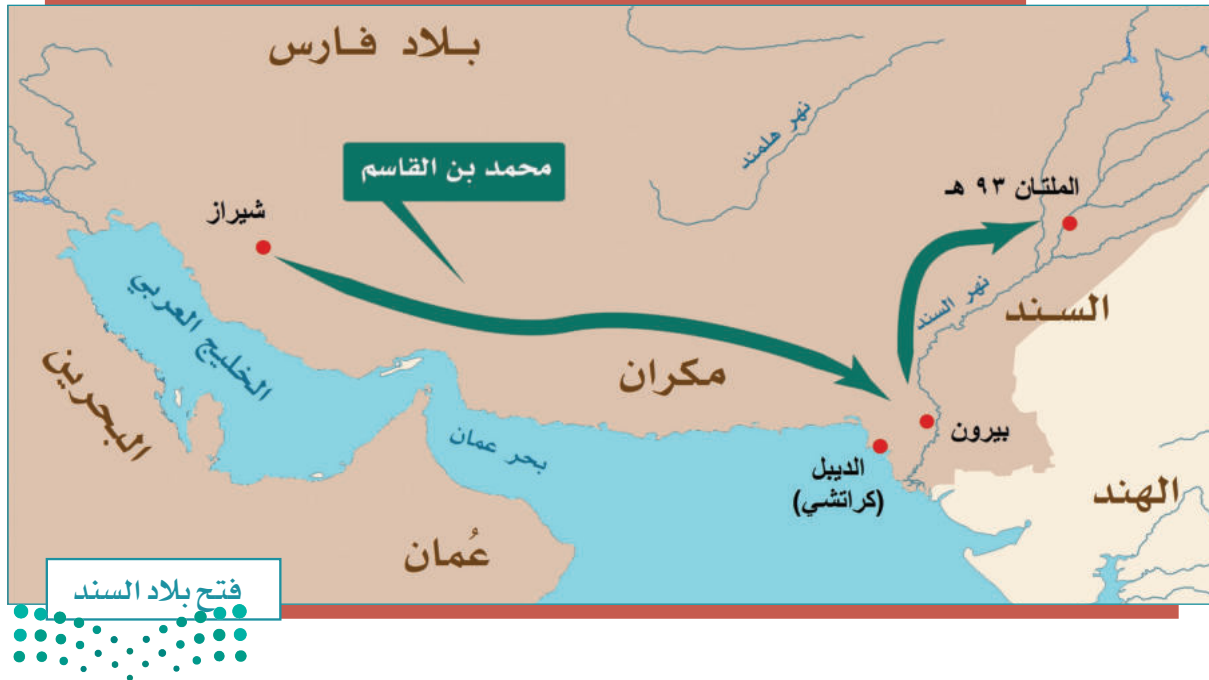 بلاد فارس
نهر هلمند
محمد بن القاسم
الملتان ٩٣ هـ
شيراز
نهر السند
السند
الخليج العربي
البحرين
مكران
بحر عمان
بيرون
الديبل
(كراتشي)
الهند
عُمان
فتح بلاد السند